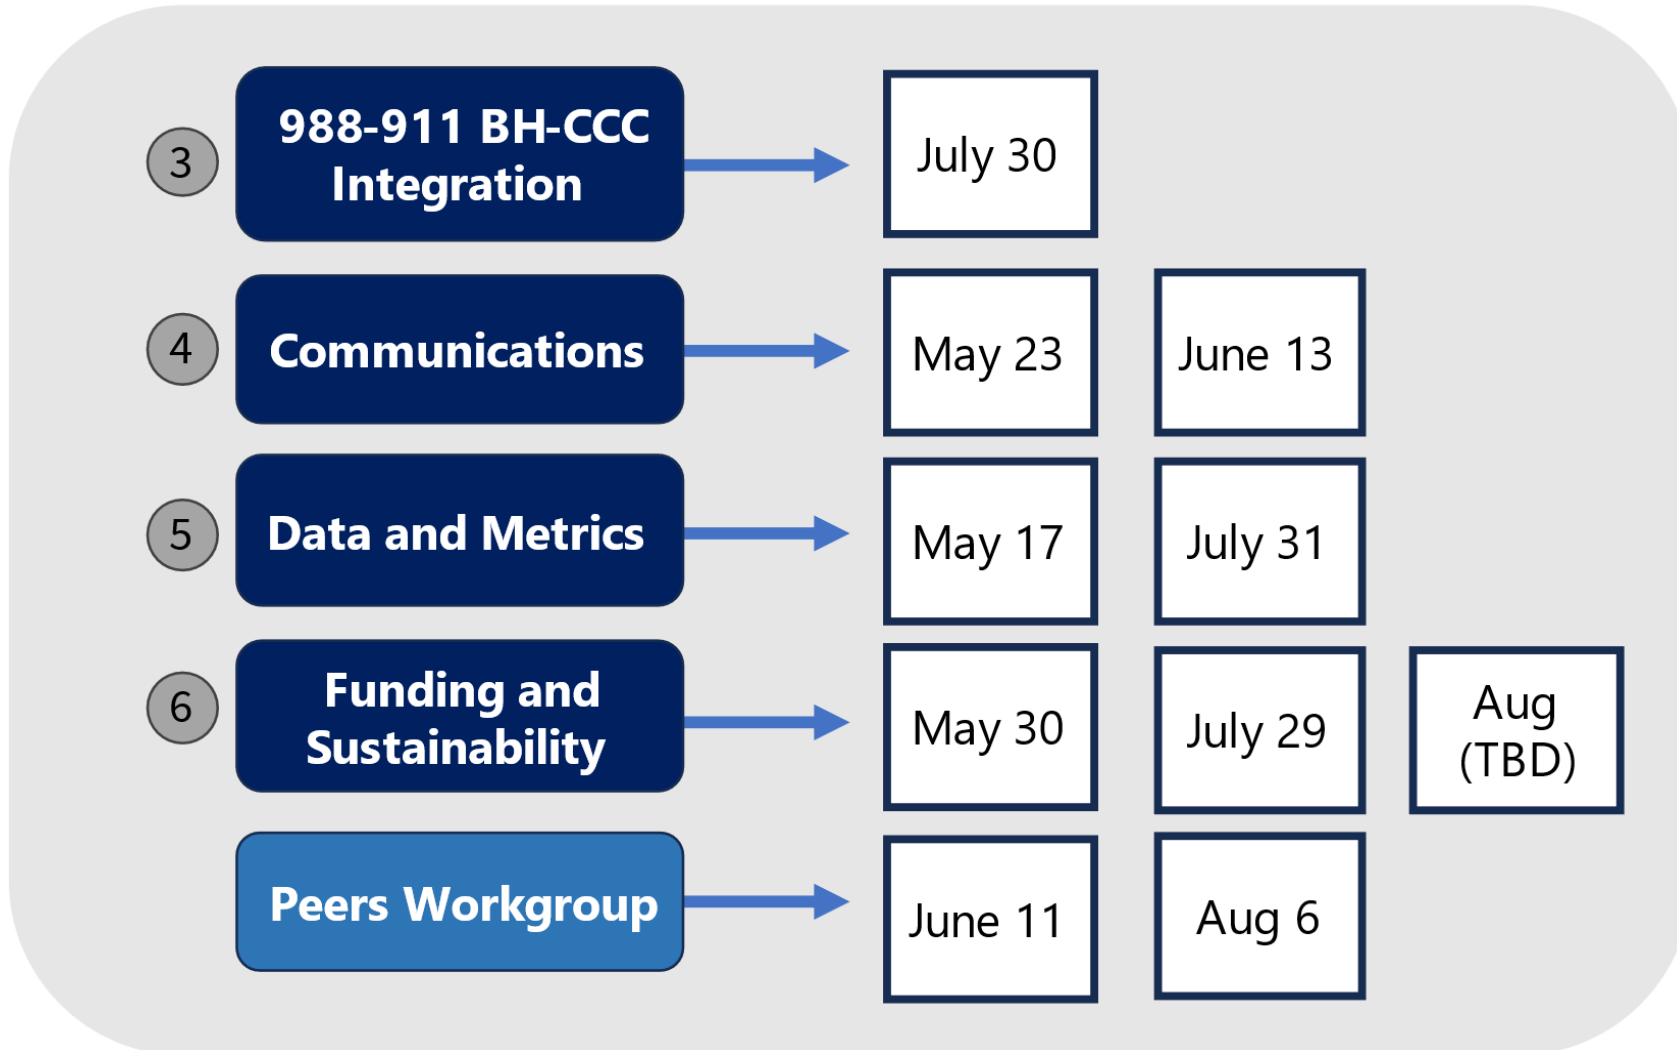 3
988-911 BH-CCC
Integration
July 30
4
Communications
May 23
June 13
5
Data and Metrics
May 17
July 31
6
Funding and
Sustainability
May 30
July 29
Aug
(TBD)
Peers Workgroup
June 11
Aug 6